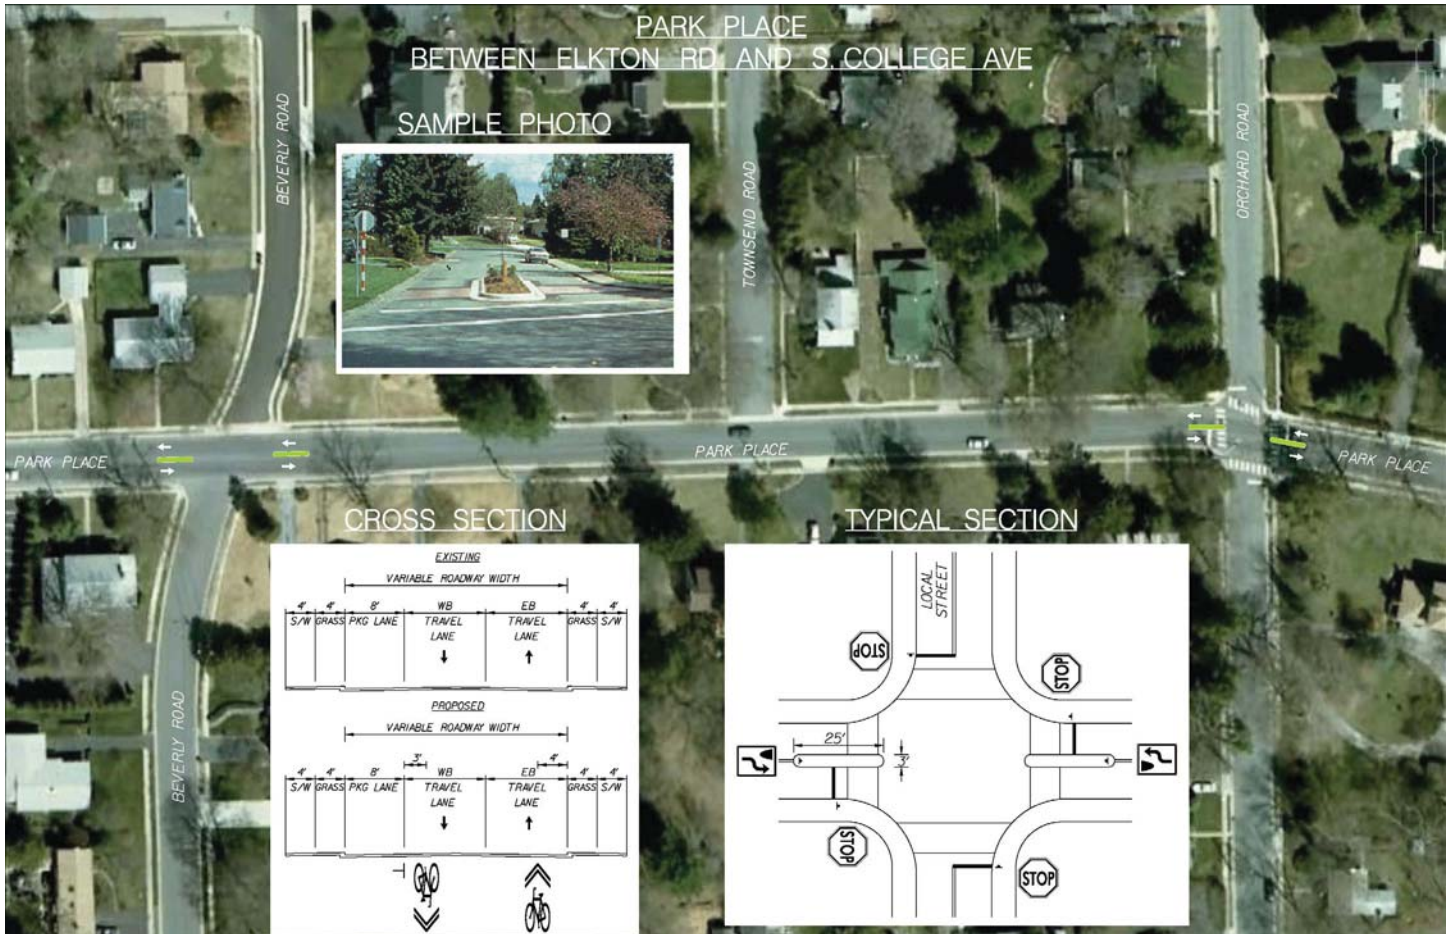 PARK PLACE
BETWEEN ELKTON RD AND S. COLLEGE AVE
SAMPLE PHOTO
BEVERLY ROAD
TOWNSEND ROAD
ORCHARD ROAD
PARK PLACE
PARK PLACE
PARK PLACE
BEVERLY ROAD
CROSS SECTION
EXISTING
VARIABLE ROADWAY WIDTH
4' 4' 8' WB EB 4' 4'
S/W GRASS PKG LANE TRAVEL LANE TRAVEL LANE GRASS S/W
PROPOSED
VARIABLE ROADWAY WIDTH
3' 4'
4' 4' 8' WB EB 4' 4'
S/W GRASS PKG LANE TRAVEL LANE TRAVEL LANE GRASS S/W
TYPICAL SECTION
LOCAL
STREET
STOP
STOP
25'
3'
STOP
STOP